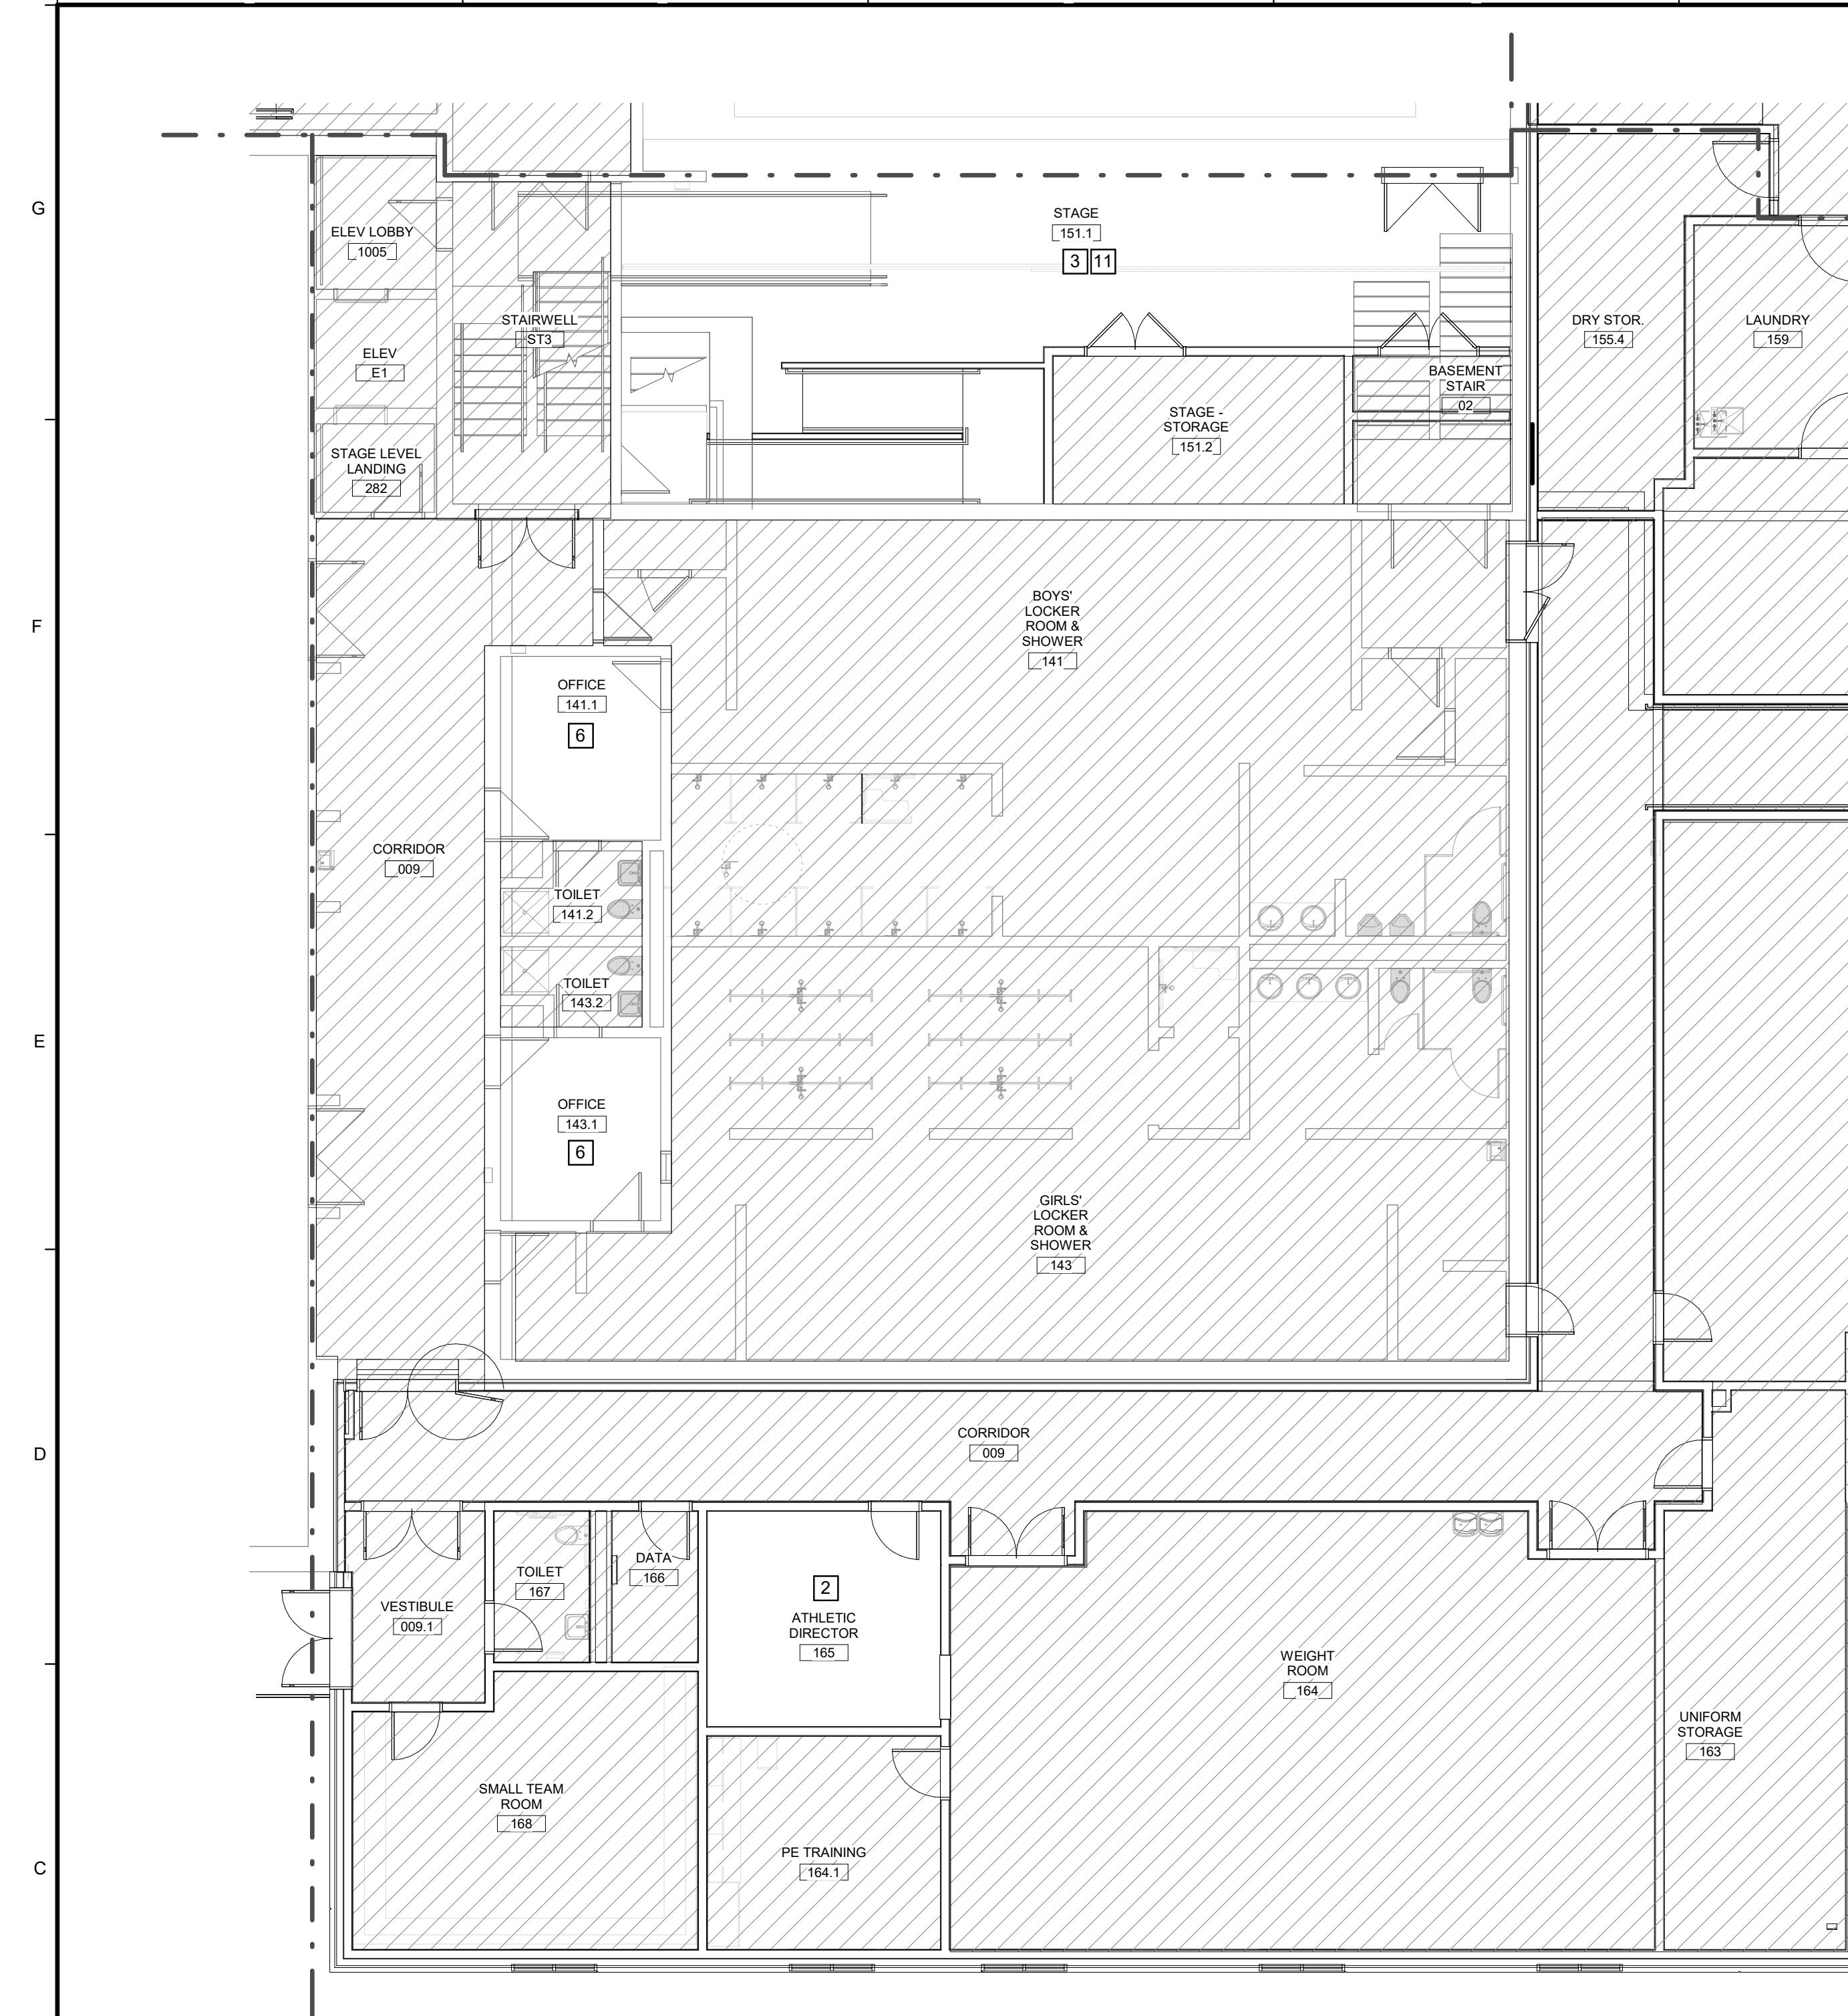 G
STAGE
151.1
3 11
ELEV LOBBY
1005
STAIRWELL
ST3
ELEV
E1
DRY STOR.
155.4
LAUNDRY
159
BASEMENT
STAIR
02
STAGE -
STORAGE
151.2
STAGE LEVEL
LANDING
282
F
BOYS'
LOCKER
ROOM &
SHOWER
141
OFFICE
141.1
6
CORRIDOR
009
TOILET
141.2
TOILET
143.2
E
OFFICE
143.1
6
GIRLS'
LOCKER
ROOM &
SHOWER
143
D
CORRIDOR
009
VESTIBULE
009.1
TOILET
167
DATA
166
2
ATHLETIC
DIRECTOR
165
WEIGHT
ROOM
164
UNIFORM
STORAGE
163
C
SMALL TEAM
ROOM
168
PE TRAINING
164.1